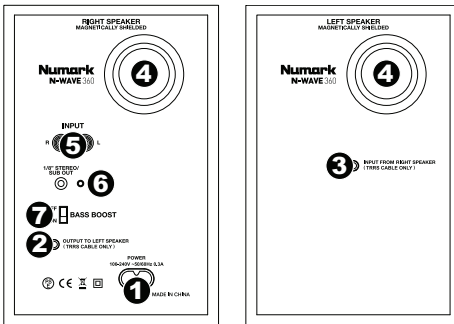 RIGHT SPEAKER
MAGNETICALLY SHIELDED
4
Numark
N-WAVE 360
INPUT
R 5 L
1/8" STEREO/
SUB OUT
6
7
BASS BOOST
2 OUTPUT TO LEFT SPEAKER
(TRRS CABLE ONLY)
POWER
100-240V ~50/60Hz 0.3A
1
CE
MADE IN CHINA
LEFT SPEAKER
MAGNETICALLY SHIELDED
4
Numark
N-WAVE 360
3 INPUT FROM RIGHT SPEAKER
(TRRS CABLE ONLY)